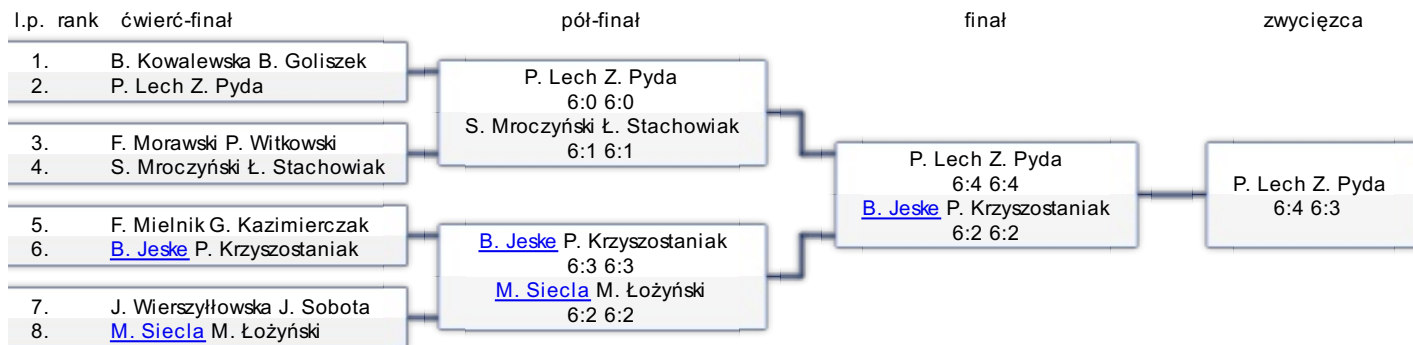 l.p. rank ćwierć-finał pół-finał finał zwycięzca
1. B. Kowalewska B. Goliszek
2. P. Lech Z. Pyda
3. F. Morawski P. Witkowski
4. S. Mroczyński Ł. Stachowiak
5. F. Mielnik G. Kazimierczak
6. B. Jeske P. Krzyszostaniak
7. J. Wierszyłłowska J. Sobota
8. M. Siecla M. Łożyński
P. Lech Z. Pyda
6:0 6:0
S. Mroczyński Ł. Stachowiak
6:1 6:1
B. Jeske P. Krzyszostaniak
6:3 6:3
M. Siecla M. Łożyński
6:2 6:2
P. Lech Z. Pyda
6:4 6:4
B. Jeske P. Krzyszostaniak
6:2 6:2
P. Lech Z. Pyda
6:4 6:3